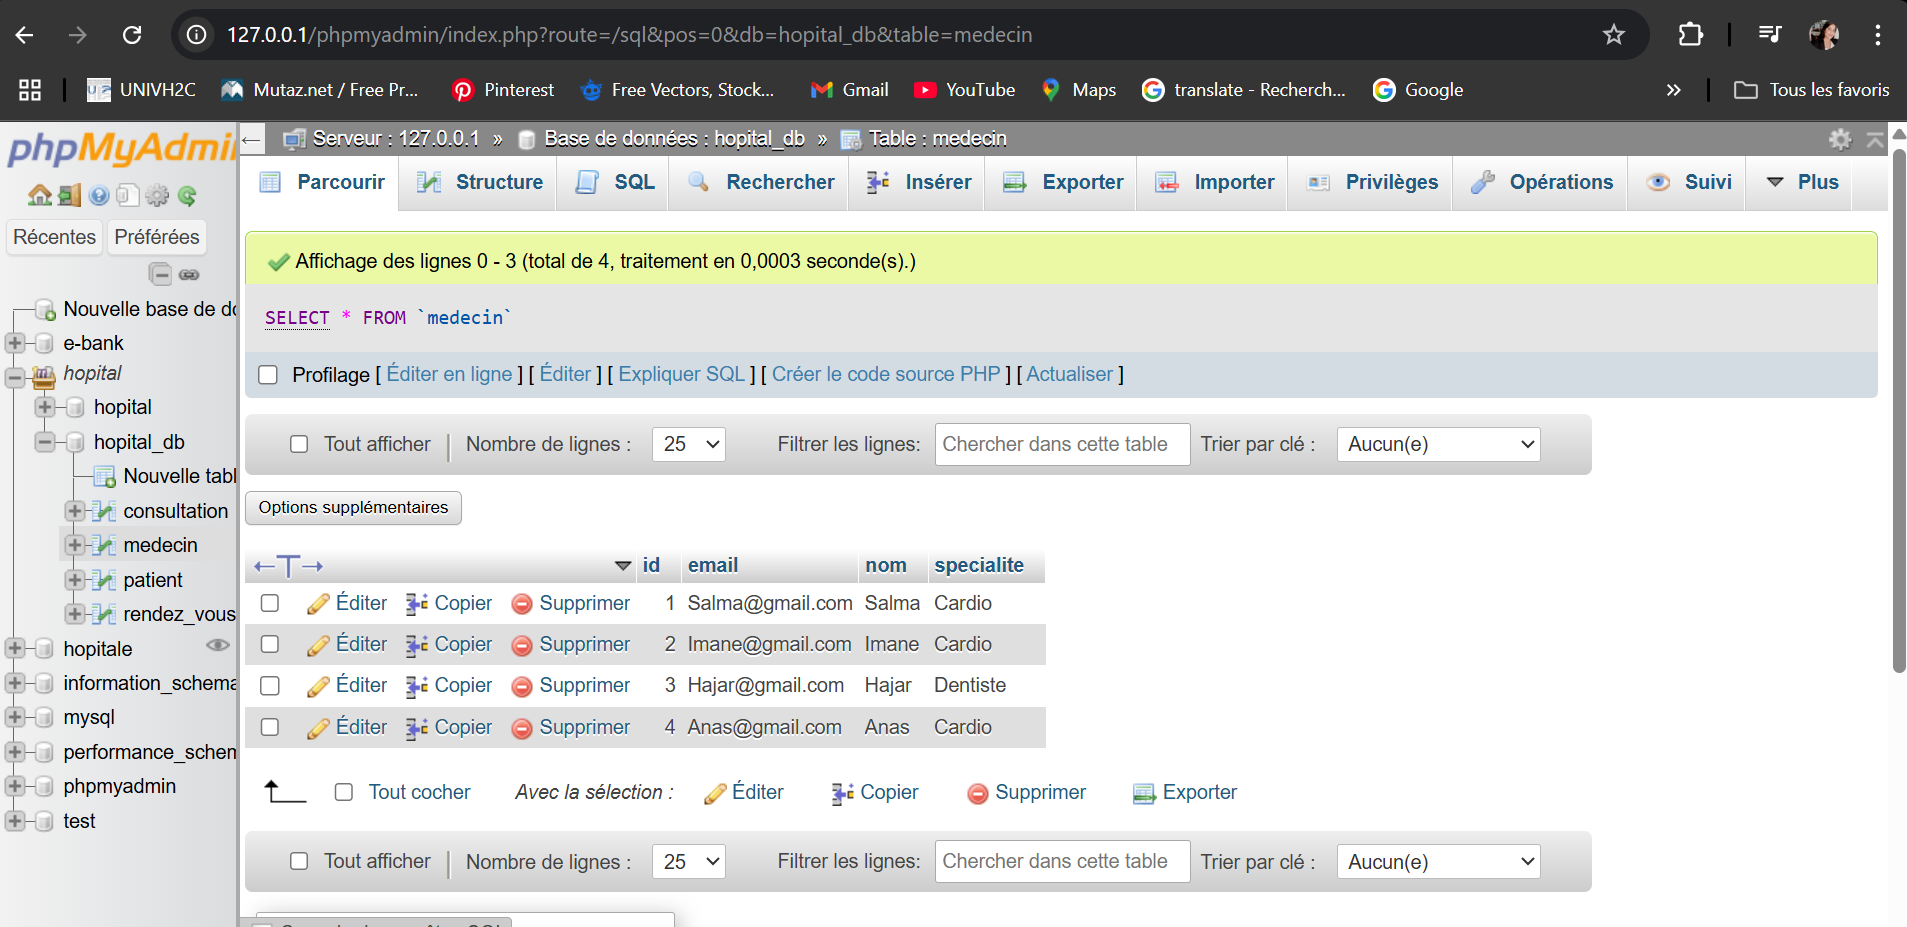 127.0.0.1/phpmyadmin/index.php?route=/sql&pos=0&db=hopital_db&table=medecin
UNIVH2C Mutaz.net / Free Pr... Pinterest Free Vectors, Stock... Gmail YouTube Maps translate - Recherch... Google » Tous les favoris
phpMyAdmi
Récentes Préférées
Nouvelle base de do
e-bank
hopital
hopital
hopital_db
Nouvelle tabl
consultation
medecin
patient
rendez_vous
hopitale
information_schema
mysql
performance_schem
phpmyadmin
test
Serveur : 127.0.0.1 » Base de données : hopital_db » Table : medecin
Parcourir Structure SQL Rechercher Insérer Exporter Importer Privilèges Opérations Suivi Plus
Affichage des lignes 0 - 3 (total de 4, traitement en 0,0003 seconde(s).)
SELECT * FROM `medecin`
Profilage [ Éditer en ligne ] [ Éditer ] [ Expliquer SQL ] [ Créer le code source PHP ] [ Actualiser ]
Tout afficher Nombre de lignes : 25 Filtrer les lignes: Chercher dans cette table Trier par clé : Aucun(e)
Options supplémentaires
id email nom specialite
Éditer Copier Supprimer 1 Salma@gmail.com Salma Cardio
Éditer Copier Supprimer 2 Imane@gmail.com Imane Cardio
Éditer Copier Supprimer 3 Hajar@gmail.com Hajar Dentiste
Éditer Copier Supprimer 4 Anas@gmail.com Anas Cardio
Tout cocher Avec la sélection : Éditer Copier Supprimer Exporter
Tout afficher Nombre de lignes : 25 Filtrer les lignes: Chercher dans cette table Trier par clé : Aucun(e)